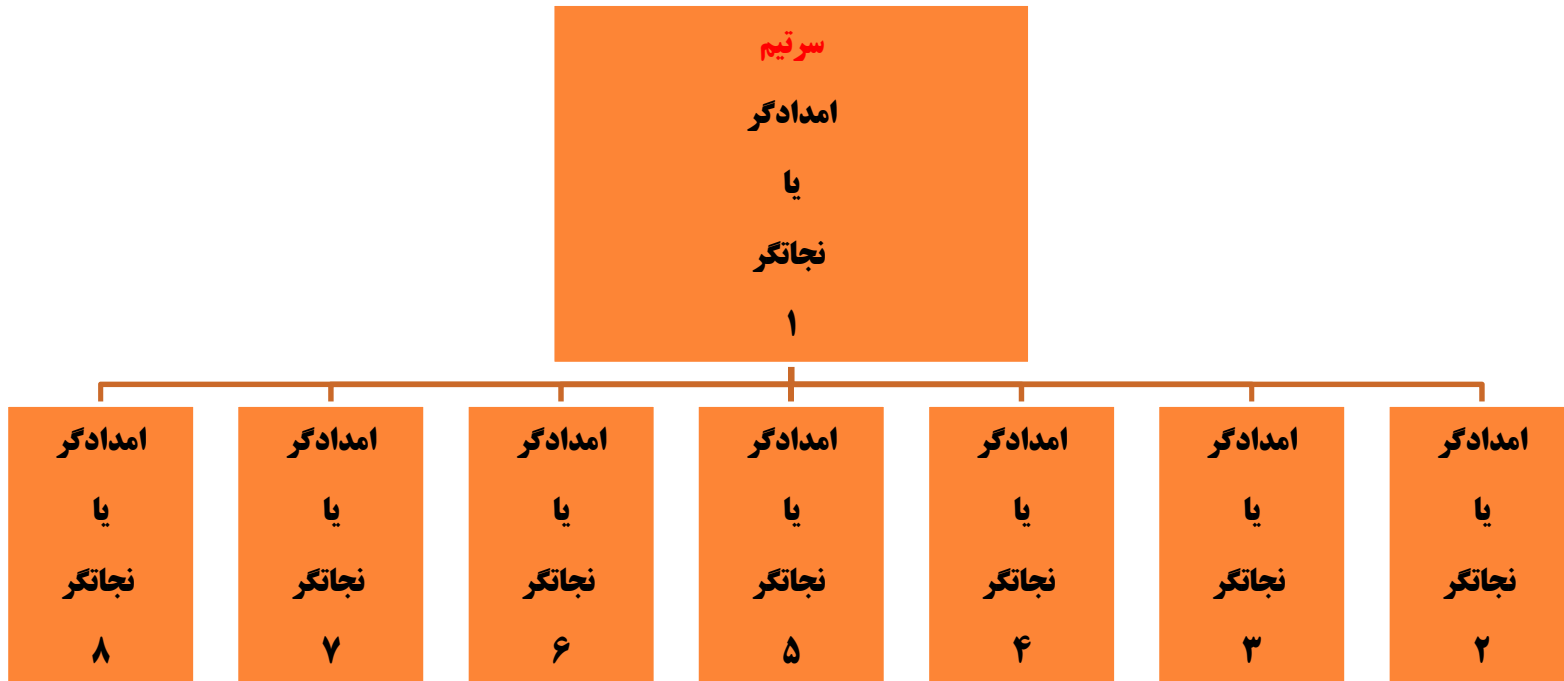 سرتیم
امدادگر
یا
نجاتگر
۱
امدادگر
یا
نجاتگر
۲
امدادگر
یا
نجاتگر
۳
امدادگر
یا
نجاتگر
۴
امدادگر
یا
نجاتگر
۵
امدادگر
یا
نجاتگر
۶
امدادگر
یا
نجاتگر
۷
امدادگر
یا
نجاتگر
۸